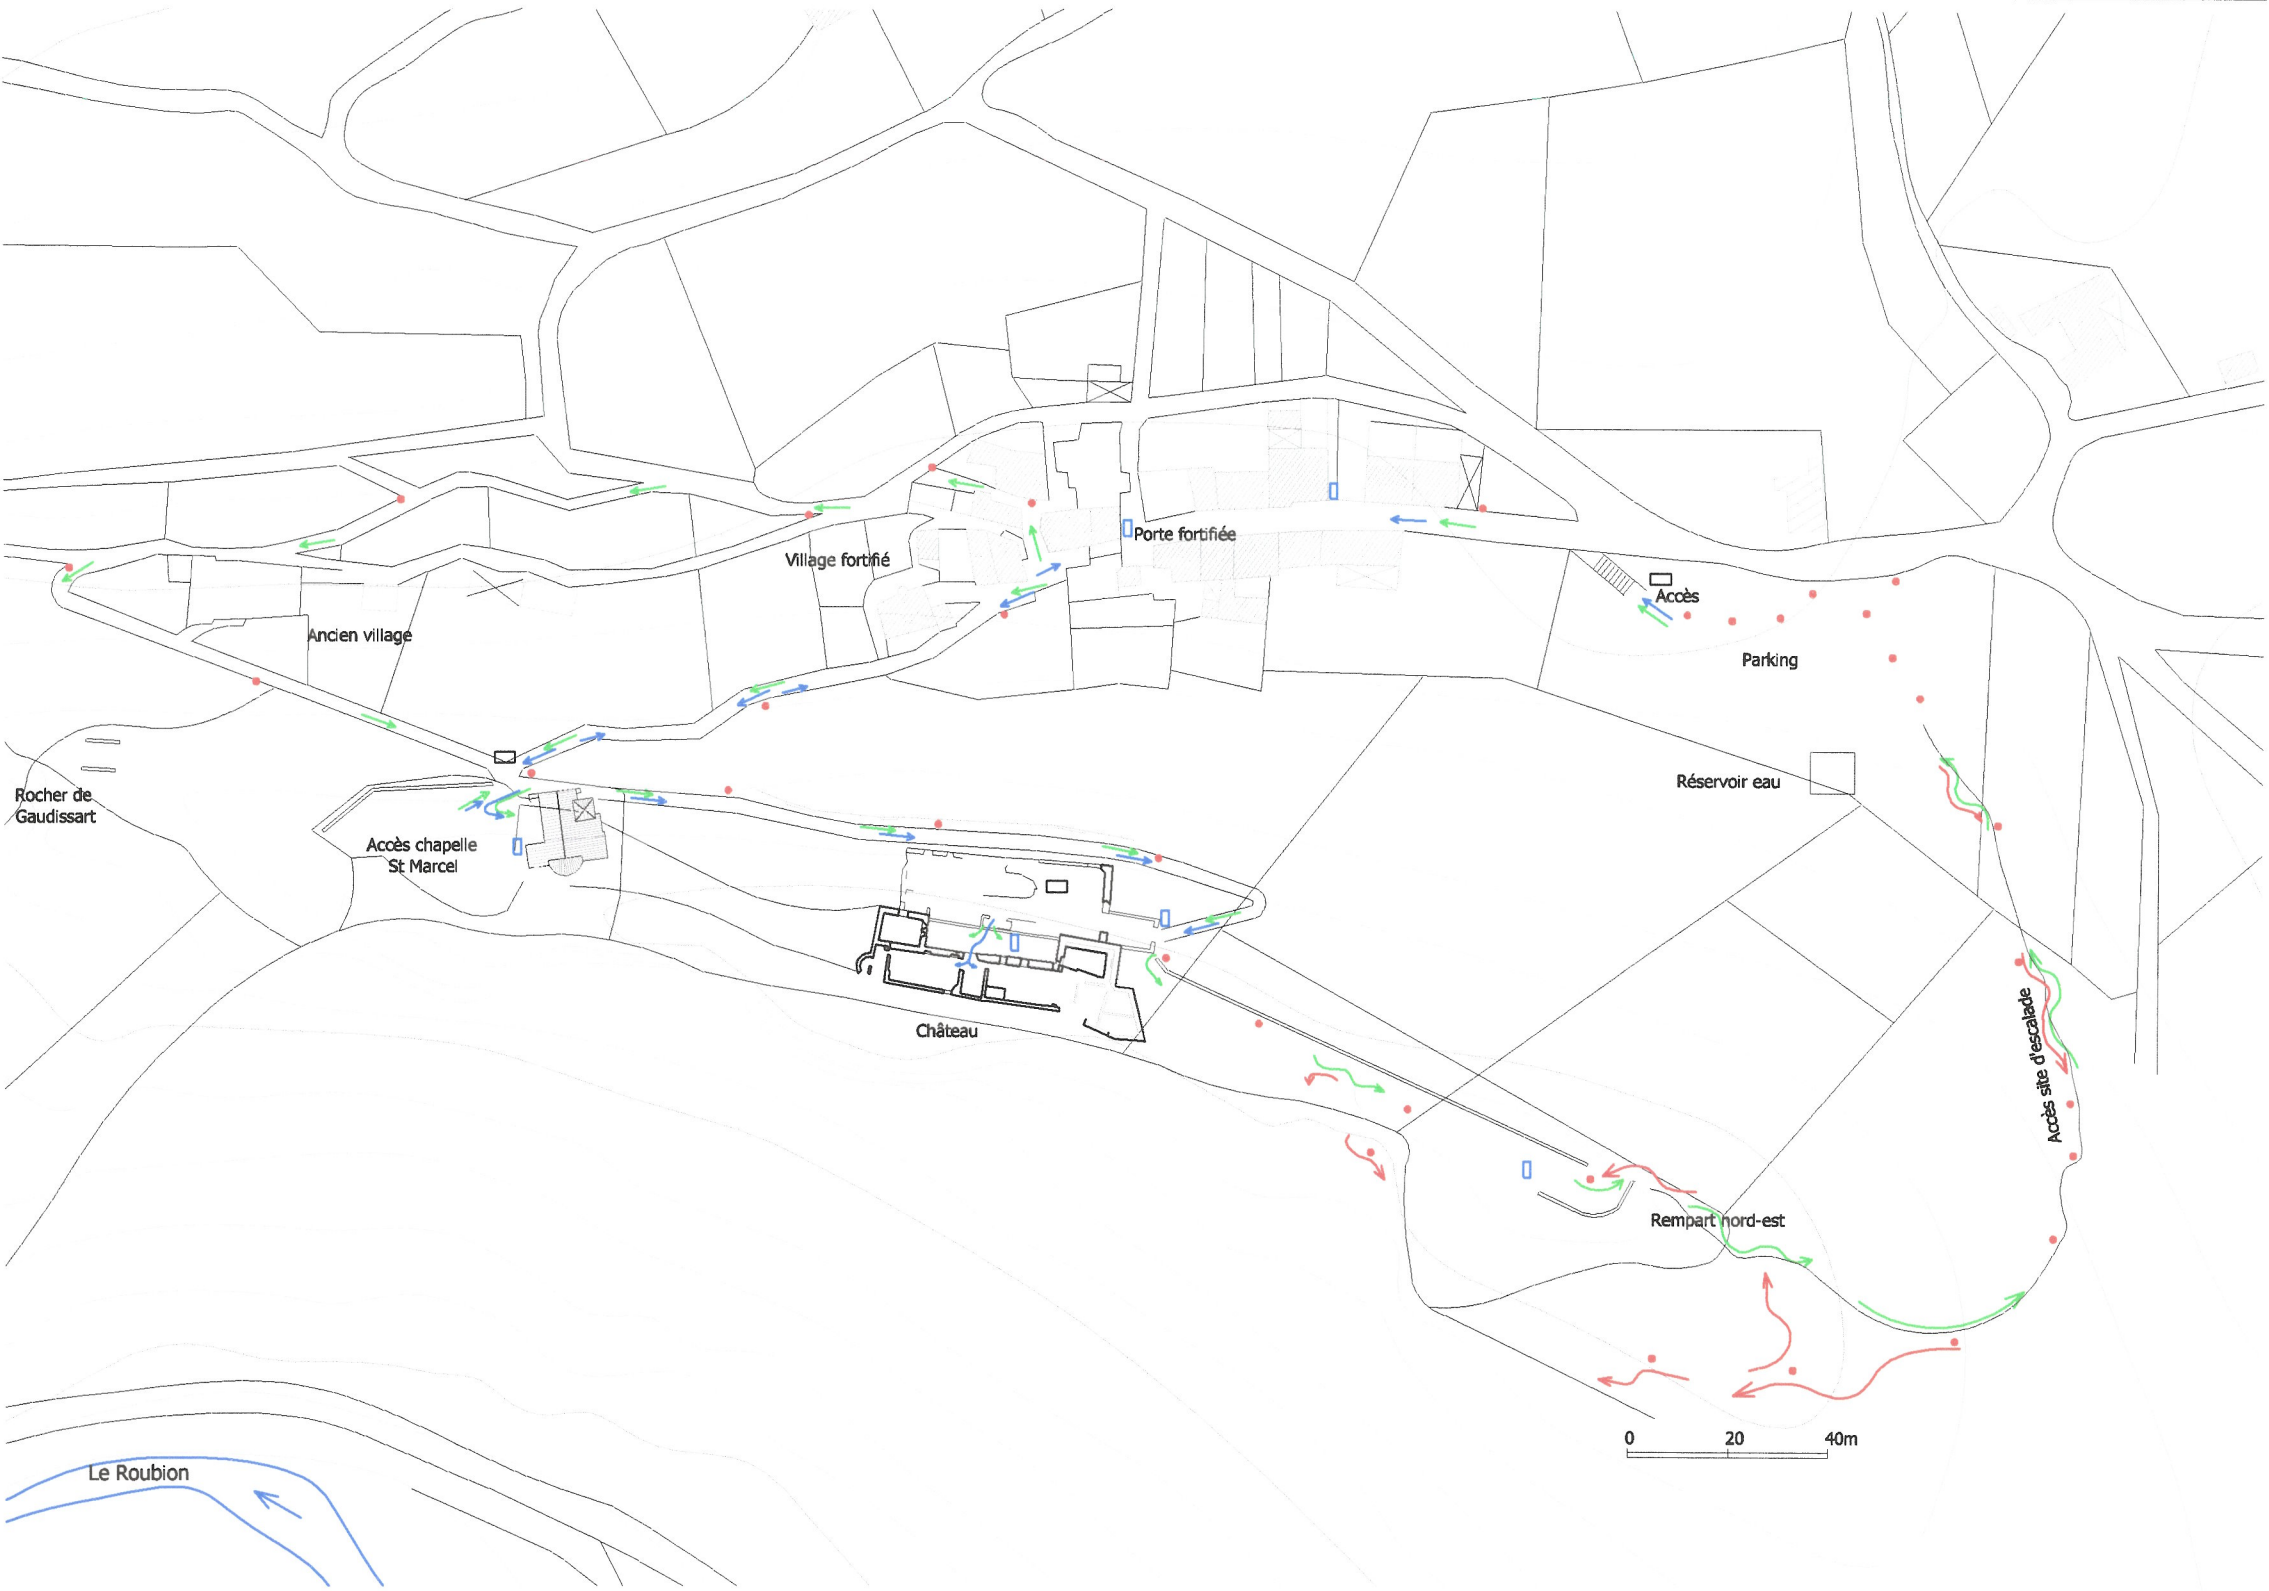 Porte fortifiée
Village fortifié
Accès
Ancien village
Parking
Réservoir eau
Rocher de
Gaudissart
Accès chapelle
St Marcel
Château
Accès site d'escalade
Rempart nord-est
0 20 40m
Le Roubion